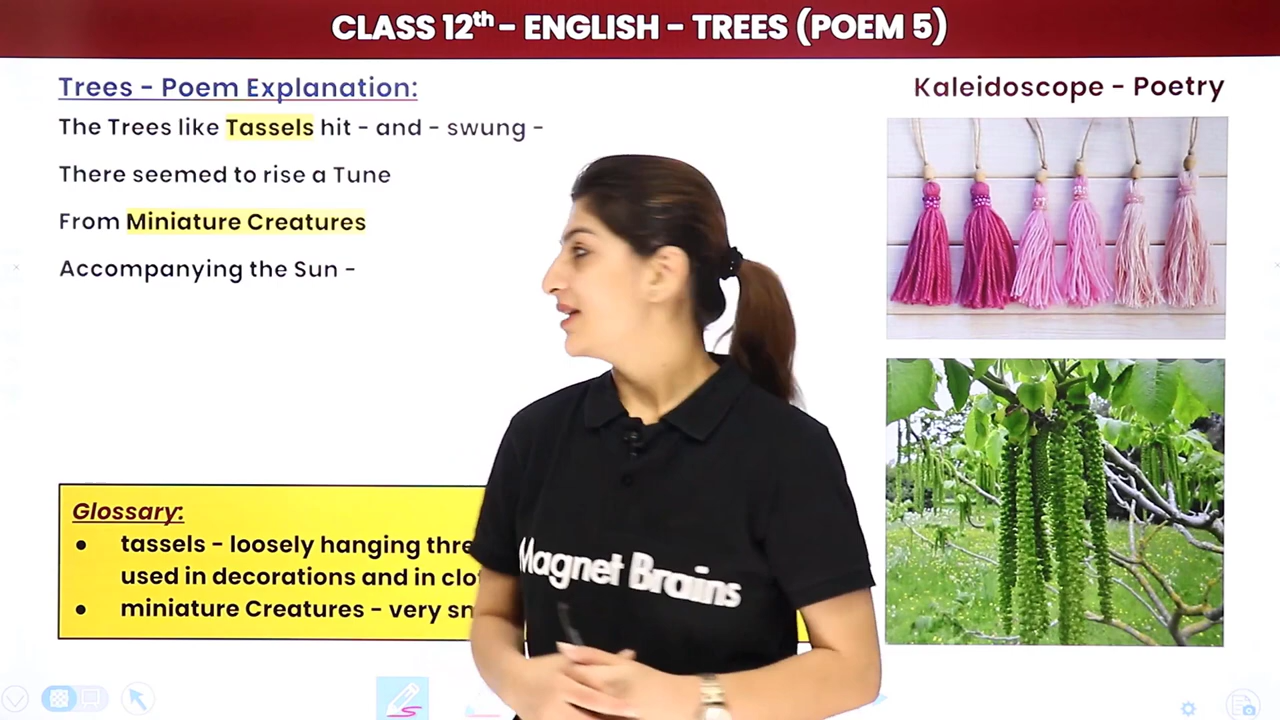 CLASS 12th - ENGLISH - TREES (POEM 5)
Trees - Poem Explanation:
Kaleidoscope - Poetry
The Trees like Tassels hit - and - swung -
There seemed to rise a Tune
From Miniature Creatures
Accompanying the Sun -
Glossary:
• tassels - loosely hanging
used in decorations and in
• miniature Creatures - very
Magnet Brains